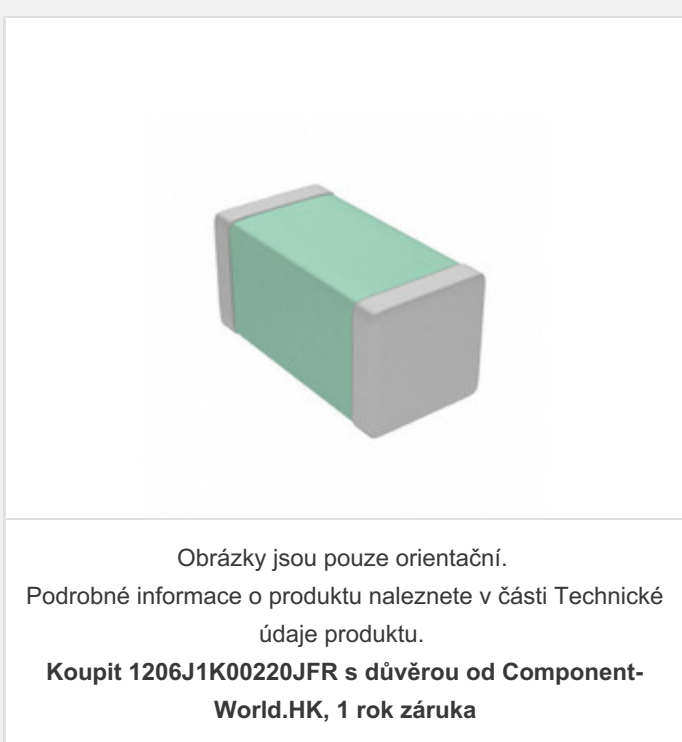 Obrázky jsou pouze orientační.
Podrobné informace o produktu naleznete v části Technické
údaje produktu.
Koupit 1206J1K00220JFR s důvěrou od Component-
World.HK, 1 rok záruka